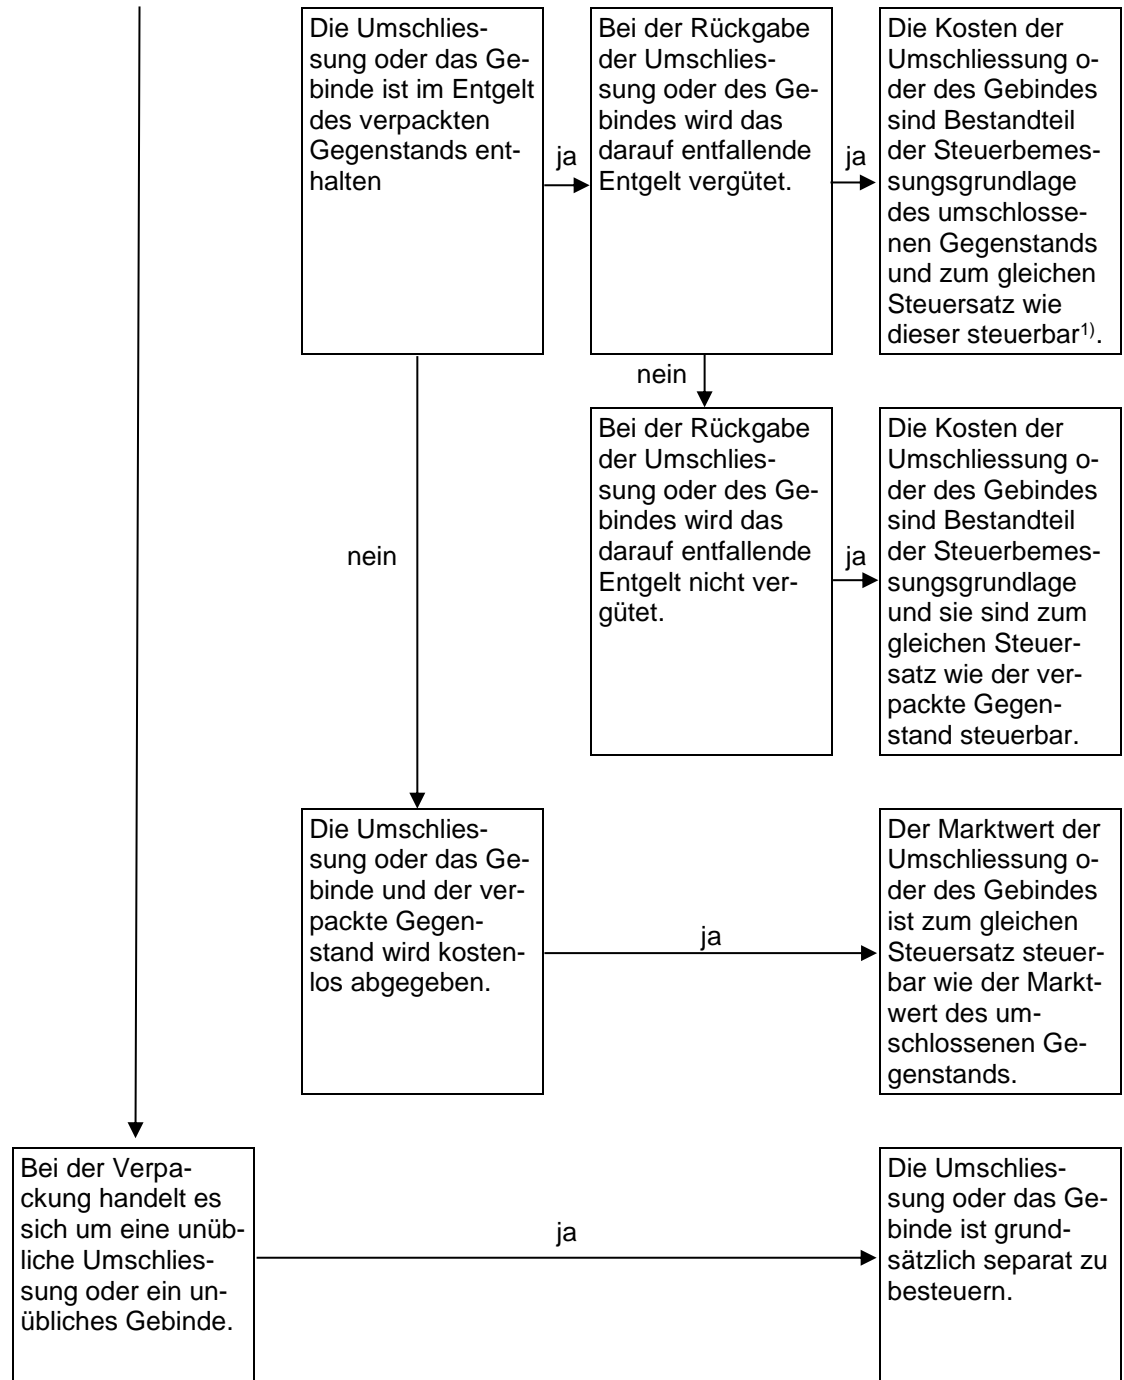 Die Umschlies-
sung oder das Ge-
binde ist im Entgelt
des verpackten
Gegenstands ent-
halten
ja
Bei der Rückgabe
der Umschlies-
sung oder des Ge-
bindes wird das
darauf entfallende
Entgelt vergütet.
ja
Die Kosten der
Umschliessung o-
der des Gebindes
sind Bestandteil
der Steuerbemes-
sungsgrundlage
des umschlosse-
nen Gegenstands
und zum gleichen
Steuersatz wie
dieser steuerbar1).
nein
nein
Bei der Rückgabe
der Umschlies-
sung oder des Ge-
bindes wird das
darauf entfallende
Entgelt nicht ver-
gütet.
ja
Die Kosten der
Umschliessung o-
der des Gebindes
sind Bestandteil
der Steuerbemes-
sungsgrundlage
und sie sind zum
gleichen Steuer-
satz wie der ver-
packte Gegen-
stand steuerbar.
Die Umschlies-
sung oder das Ge-
binde und der ver-
packte Gegen-
stand wird kosten-
los abgegeben.
ja
Der Marktwert der
Umschliessung o-
der des Gebindes
ist zum gleichen
Steuersatz steuer-
bar wie der Markt-
wert des um-
schlossenen Ge-
genstands.
Bei der Verpa-
ckung handelt es
sich um eine unüb-
liche Umschlies-
sung oder ein un-
übliches Gebinde.
ja
Die Umschlies-
sung oder das Ge-
binde ist grund-
sätzlich separat zu
besteuern.